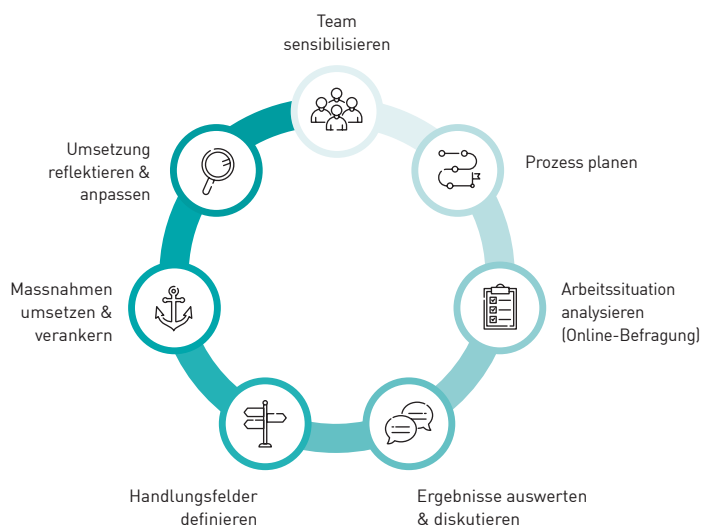 Team
sensibilisieren
Prozess planen
Arbeitssituation
analysieren
(Online-Befragung)
Ergebnisse auswerten
& diskutieren
Handlungsfelder
definieren
Massnahmen
umsetzen &
verankern
Umsetzung
reflektieren &
anpassen